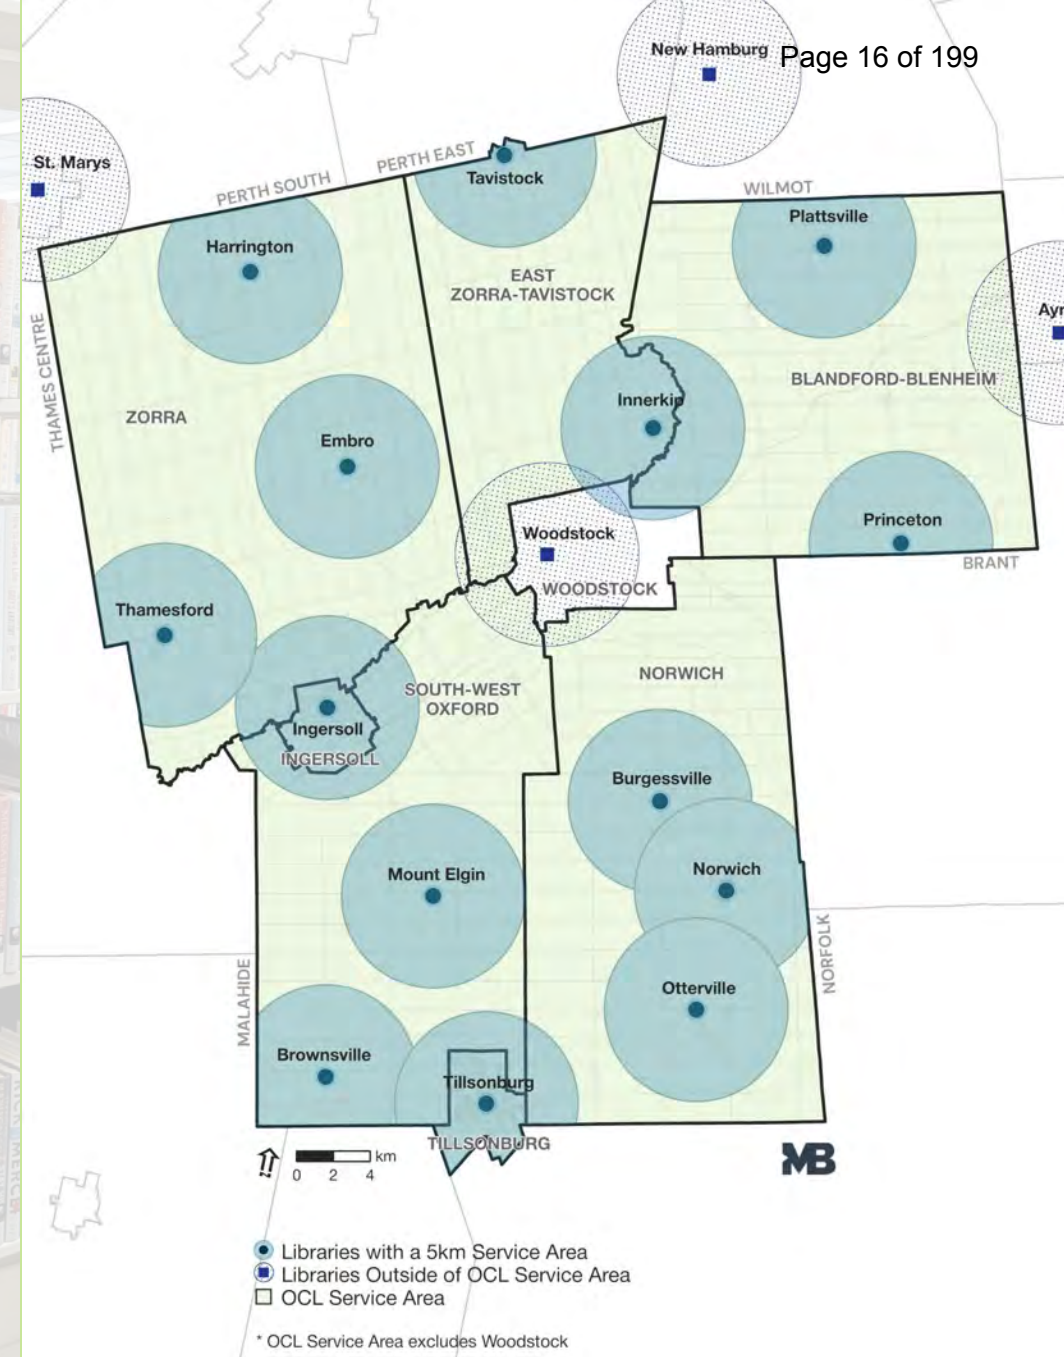 New Hamburg
Page 16 of 199
St. Marys
PERTH EAST
Tavistock
PERTH SOUTH
WILMOT
Plattsville
Harrington
EAST
ZORRA-TAVISTOCK
Ayr
THAMES CENTRE
BLANDFORD-BLENHEIM
Innerkip
ZORRA
Embro
Princeton
Woodstock
BRANT
WOODSTOCK
Thamesford
NORWICH
SOUTH-WEST
OXFORD
Ingersoll
INGERSOLL
Burgessville
Norwich
Mount Elgin
NORFOLK
Otterville
MALAHIDE
Brownsville
Tillsonburg
TILLSONBURG
km
0 2 4
MB
Libraries with a 5km Service Area
Libraries Outside of OCL Service Area
OCL Service Area
* OCL Service Area excludes Woodstock